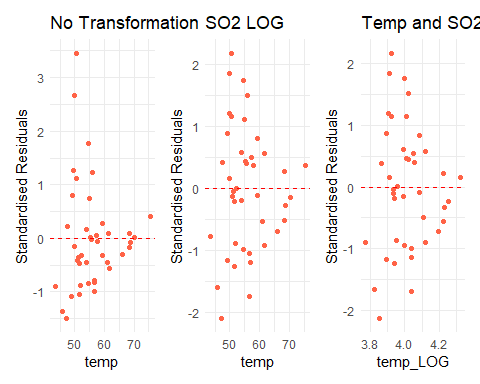 No Transformation
SO2 LOG
Temp and SO2
Standardised Residuals
3
2
1
0
-1
50
60
70
temp
Standardised Residuals
2
1
0
-1
-2
50
60
70
temp
Standardised Residuals
2
1
0
-1
-2
3.8
4.0
4.2
temp_LOG